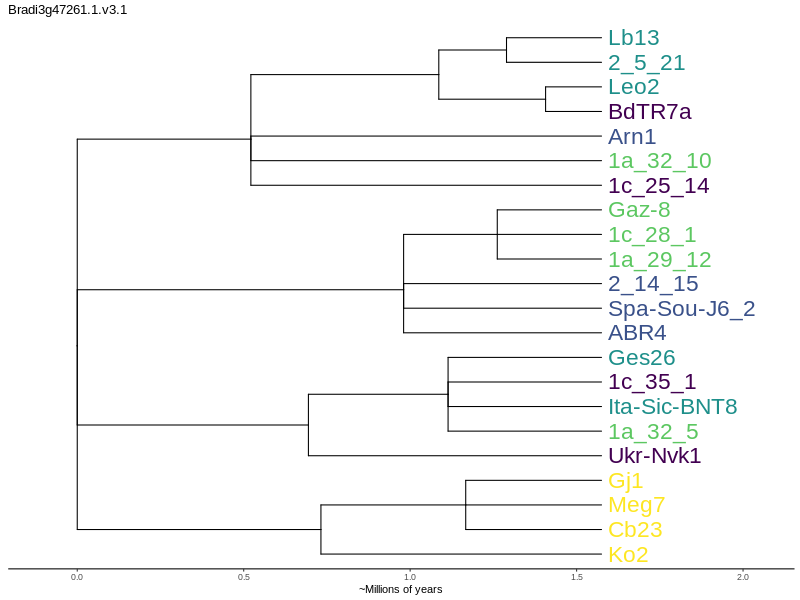 Bradi3g47261.1.v3.1
Lb13
2_5_21
Leo2
BdTR7a
Arn1
1a_32_10
1c_25_14
Gaz-8
1c_28_1
1a_29_12
2_14_15
Spa-Sou-J6_2
ABR4
Ges26
1c_35_1
Ita-Sic-BNT8
1a_32_5
Ukr-Nvk1
Gj1
Meg7
Cb23
Ko2
0.0 0.5 1.0 1.5 2.0
~Millions of years